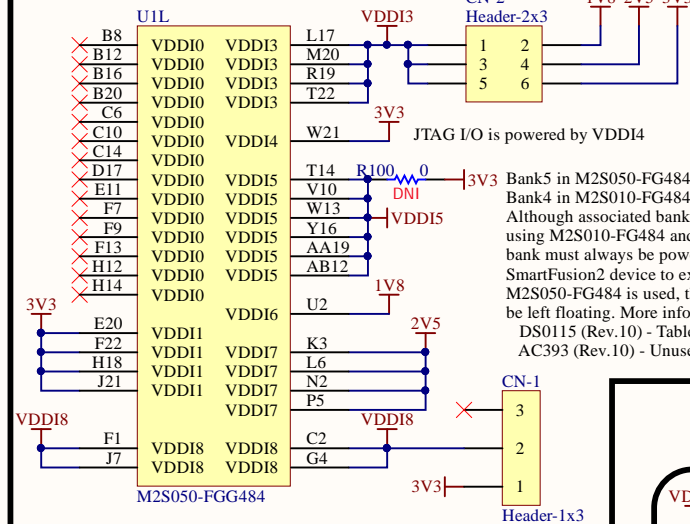 CN-2
1V8 2V5 3V3
U1L
VDDI3
Header-2x3
B8 VDDI0 VDDI3 L17
B12 VDDI0 VDDI3 M20
B16 VDDI0 VDDI3 R19
B20 VDDI0 VDDI3 T22
1 2
3 4
5 6
C6 VDDI0
3V3
C10 VDDI0 VDDI4 W21
JTAG I/O is powered by VDDI4
C14 VDDI0
D17 VDDI0 VDDI5 T14
R100 0
DNI
3V3
E11 VDDI0 VDDI5 V10
F7 VDDI0 VDDI5 W13
VDDI5
F9 VDDI0 VDDI5 Y16
F13 VDDI0 VDDI5 AA19
H12 VDDI0 VDDI5 AB12
H14 VDDI0
Bank5 in M2S050-FG484
Bank4 in M2S010-FG484
Although associated bank
using M2S010-FG484 and
bank must always be pow
SmartFusion2 device to ex
M2S050-FG484 is used, t
be left floating. More info
DS0115 (Rev.10) - Table
AC393 (Rev.10) - Unuse
1V8
VDDI6 U2
3V3
2V5
E20 VDDI1
F22 VDDI1 VDDI7 K3
H18 VDDI1 VDDI7 L6
J21 VDDI1 VDDI7 N2
VDDI7 P5
CN-1
3
2
1
Header-1x3
VDDI8
VDDI8
F1 VDDI8 VDDI8 C2
J7 VDDI8 VDDI8 G4
3V3
M2S050-FGG484